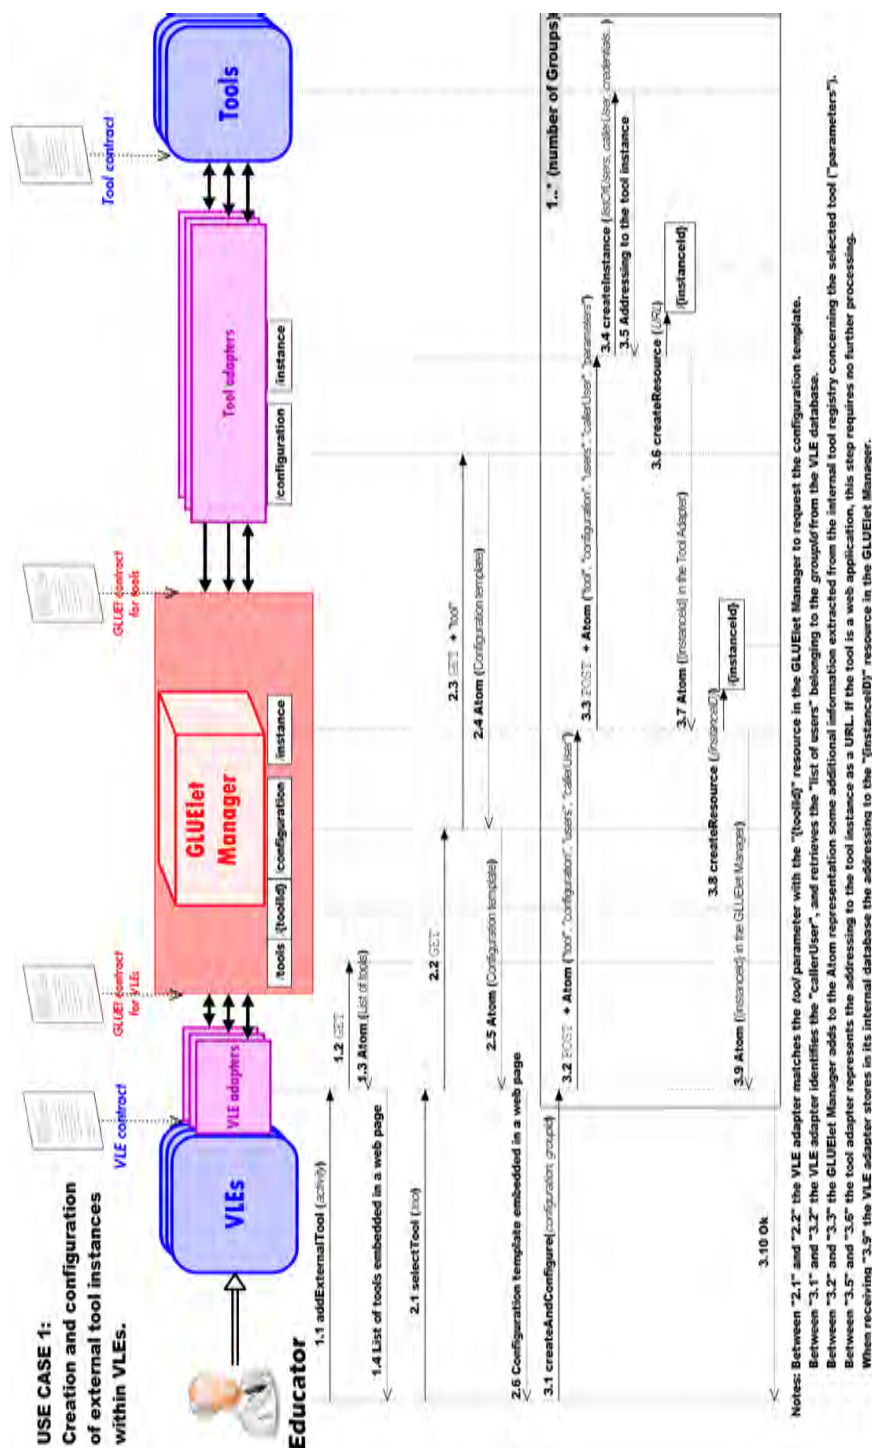 USE CASE 1:
Creation and configuration
of external tool instances
within VLEs.
Educator
VLEs
VLE contract
VLE adapters
GLUE! contract
for VLEs
GLUElet
Manager
/tools
/{toolId}
/configuration
/instance
GLUE! contract
for tools
Tool adapters
/configuration
/instance
Tool contract
Tools
1.1 addExternalTool (activity)
1.2 GET
1.3 Atom (List of tools)
1.4 List of tools embedded in a web page
2.1 selectTool (tool)
2.2 GET
2.3 GET + "tool"
2.4 Atom (Configuration template)
2.5 Atom (Configuration template)
2.6 Configuration template embedded in a web page
1..* (number of Groups)
3.1 createAndConfigure(configuration, groupId)
3.2 POST + Atom ("tool", "configuration", "users", "callerUser")
3.3 POST + Atom ("tool", "configuration", "users", "callerUser", "parameters")
3.4 createInstance (listOfUsers, callerUser, credentials...)
3.5 Addressing to the tool instance
3.6 createResource (URL)
/{instanceId}
3.7 Atom ({instanceId} in the Tool Adapter)
3.8 createResource (/instanceID)
/{instanceId}
3.9 Atom ({instanceId} in the GLUElet Manager)
3.10 Ok
Notes: Between "2.1" and "2.2" the VLE adapter matches the tool parameter with the "{toolId}" resource in the GLUElet Manager to request the configuration template.
Between "3.1" and "3.2" the VLE adapter identifies the "callerUser", and retrieves the "list of users" belonging to the groupId from the VLE database.
Between "3.2" and "3.3" the GLUElet Manager adds to the Atom representation some additional information extracted from the internal tool registry concerning the selected tool ("parameters").
Between "3.5" and "3.6" the tool adapter represents the addressing to the tool instance as a URL. If the tool is a web application, this step requires no further processing.
When receiving "3.9" the VLE adapter stores in its internal database the addressing to the "{instanceID}" resource in the GLUElet Manager.